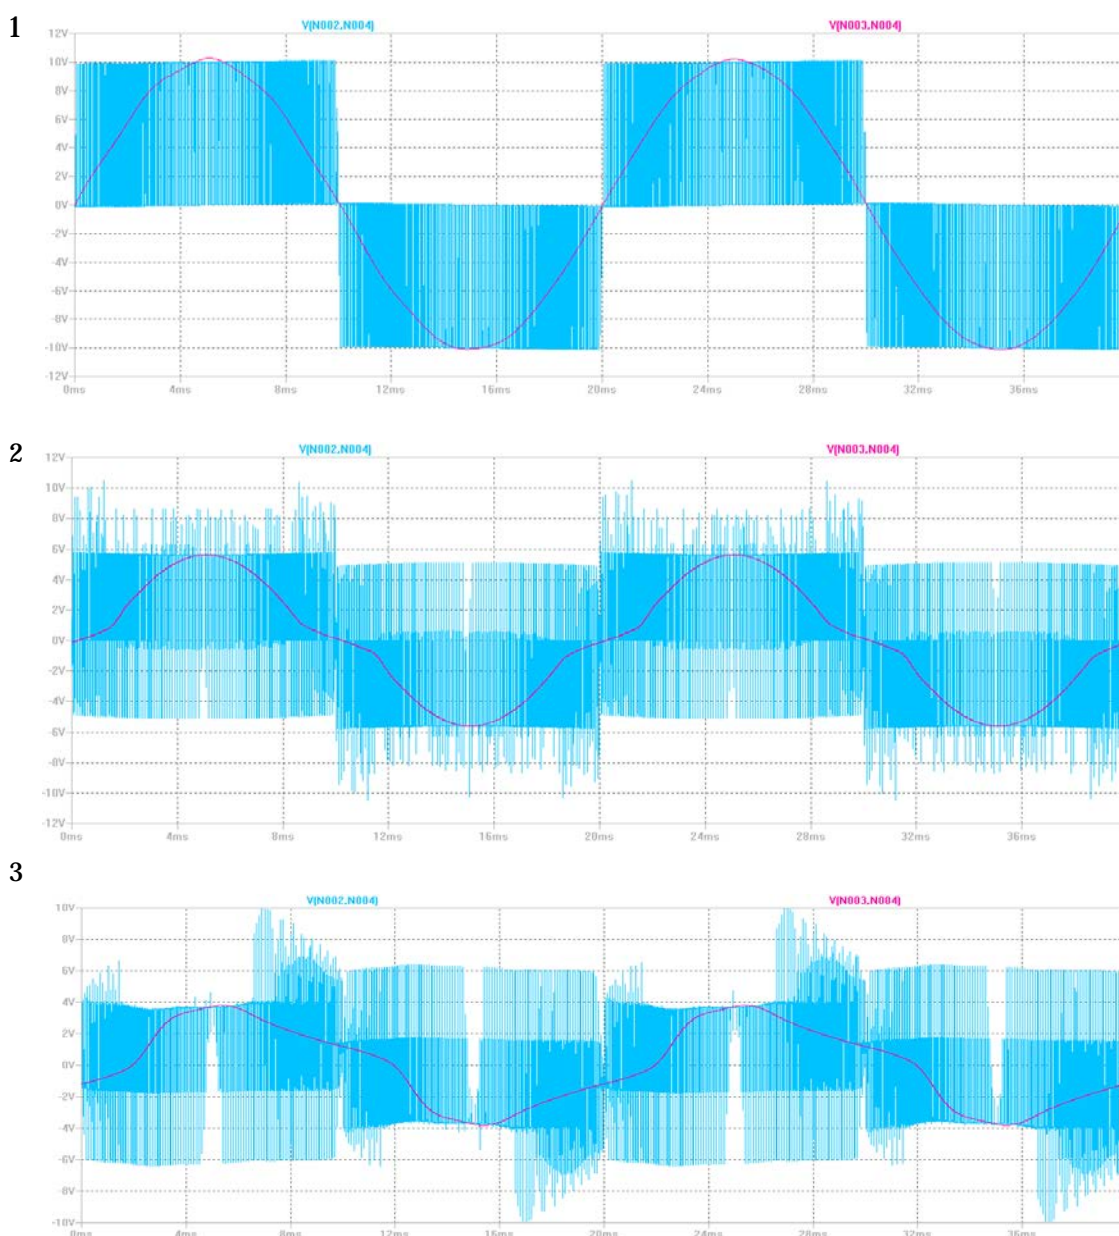 1
V(N002,N004) V(N003,N004)
12V
10V
8V
6V
4V
2V
0V
-2V
-4V
-6V
-8V
-10V
-12V
0ms 4ms 8ms 12ms 16ms 20ms 24ms 28ms 32ms 36ms
2
V(N002,N004) V(N003,N004)
12V
10V
8V
6V
4V
2V
0V
-2V
-4V
-6V
-8V
-10V
-12V
0ms 4ms 8ms 12ms 16ms 20ms 24ms 28ms 32ms 36ms
3
V(N002,N004) V(N003,N004)
10V
8V
6V
4V
2V
0V
-2V
-4V
-6V
-8V
-10V
0ms 4ms 8ms 12ms 16ms 20ms 24ms 28ms 32ms 36ms